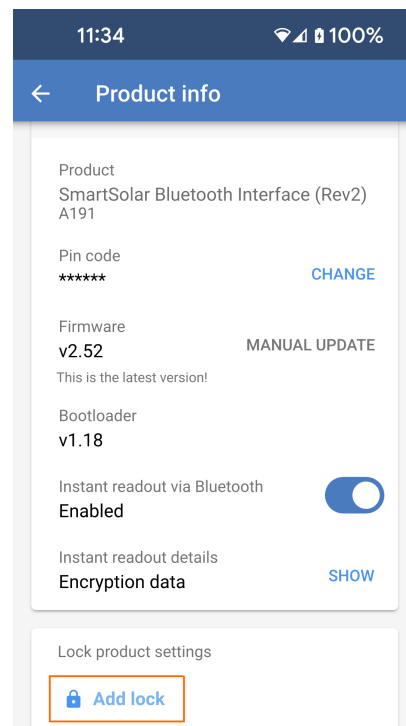 11:34 100%
Product info
Product
SmartSolar Bluetooth Interface (Rev2)
A191
Pin code
****** CHANGE
Firmware
v2.52 MANUAL UPDATE
This is the latest version!
Bootloader
v1.18
Instant readout via Bluetooth
Enabled
Instant readout details
Encryption data SHOW
Lock product settings
Add lock